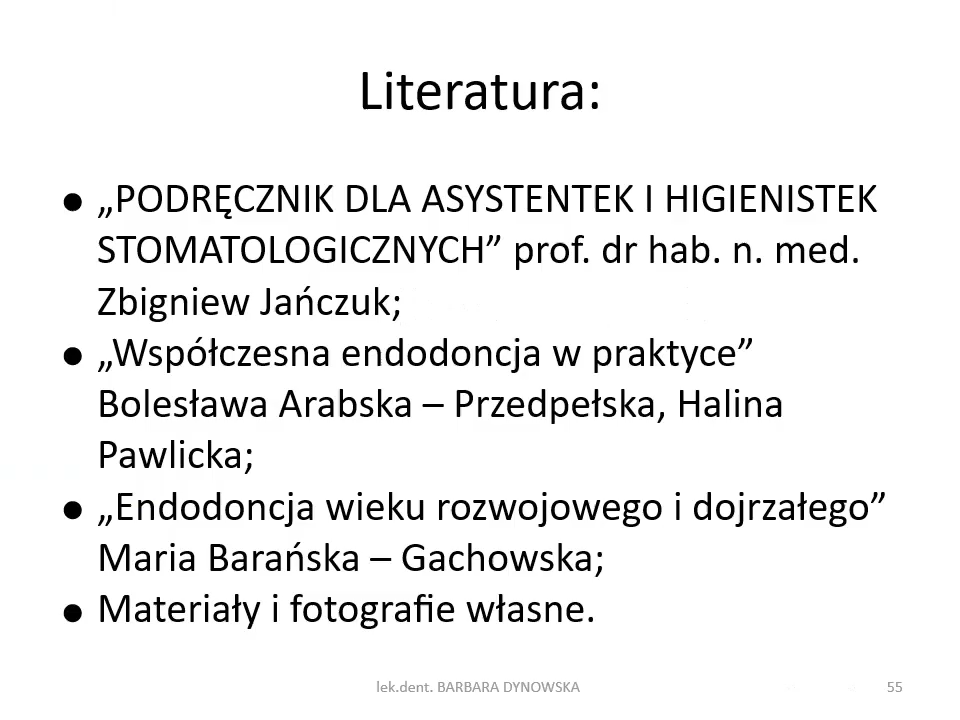 Literatura:
● „PODRĘCZNIK DLA ASYSTENTEK I HIGIENISTEK
STOMATOLOGICZNYCH” prof. dr hab. n. med.
Zbigniew Jańczuk;
● „Współczesna endodoncja w praktyce”
Bolesława Arabska – Przedpełska, Halina
Pawlicka;
● „Endodoncja wieku rozwojowego i dojrzałego”
Maria Barańska – Gachowska;
● Materiały i fotografie własne.
lek.dent. BARBARA DYNOWSKA
55